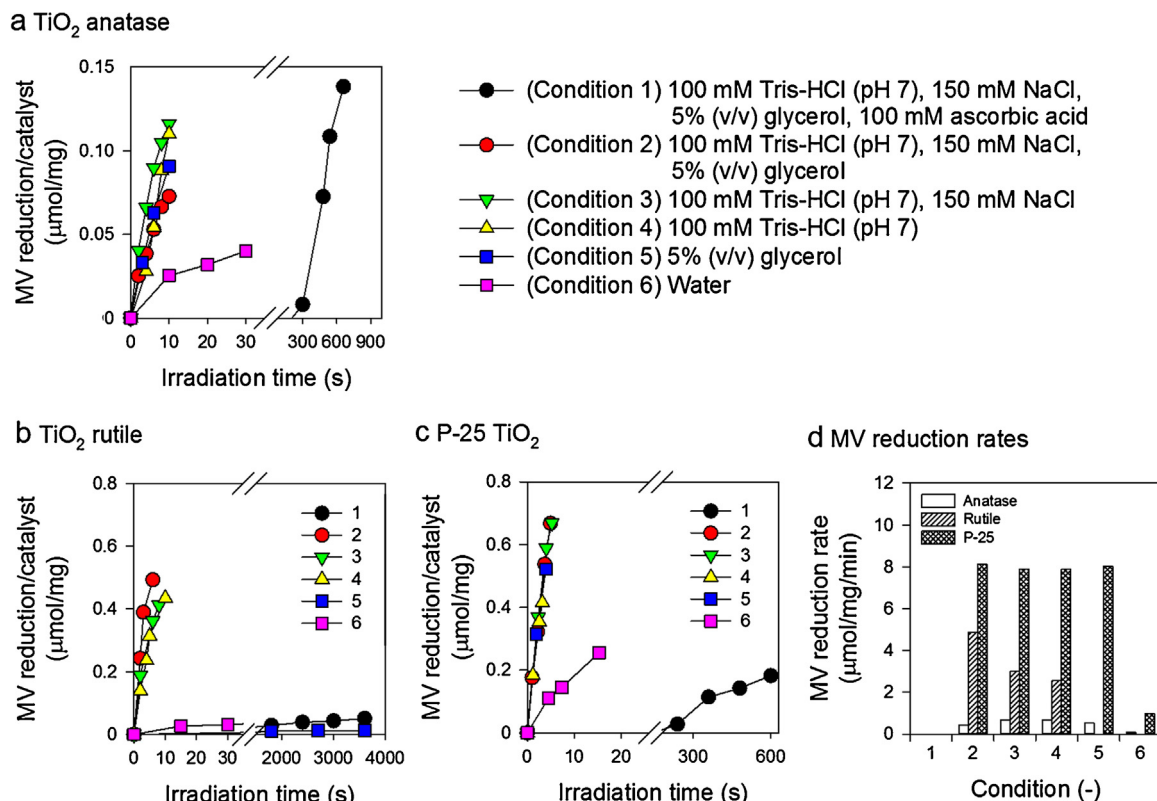 a TiO2 anatase
MV reduction/catalyst
(μmol/mg)
0.15
0.10
0.05
0
0 10 20 30 300 600 900
Irradiation time (s)
(Condition 1) 100 mM Tris-HCl (pH 7), 150 mM NaCl,
5% (v/v) glycerol, 100 mM ascorbic acid
(Condition 2) 100 mM Tris-HCl (pH 7), 150 mM NaCl,
5% (v/v) glycerol
(Condition 3) 100 mM Tris-HCl (pH 7), 150 mM NaCl
(Condition 4) 100 mM Tris-HCl (pH 7)
(Condition 5) 5% (v/v) glycerol
(Condition 6) Water
b TiO2 rutile
MV reduction/catalyst
(μmol/mg)
0.8
0.6
0.4
0.2
0
1
2
3
4
5
6
0 10 20 30 2000 4000
Irradiation time (s)
c P-25 TiO2
MV reduction/catalyst
(μmol/mg)
0.8
0.6
0.4
0.2
0
1
2
3
4
5
6
0 10 20 300 600
Irradiation time (s)
d MV reduction rates
MV reduction rate
(μmol/mg/min)
12
10
8
6
4
2
0
Anatase
Rutile
P-25
1 2 3 4 5 6
Condition (-)